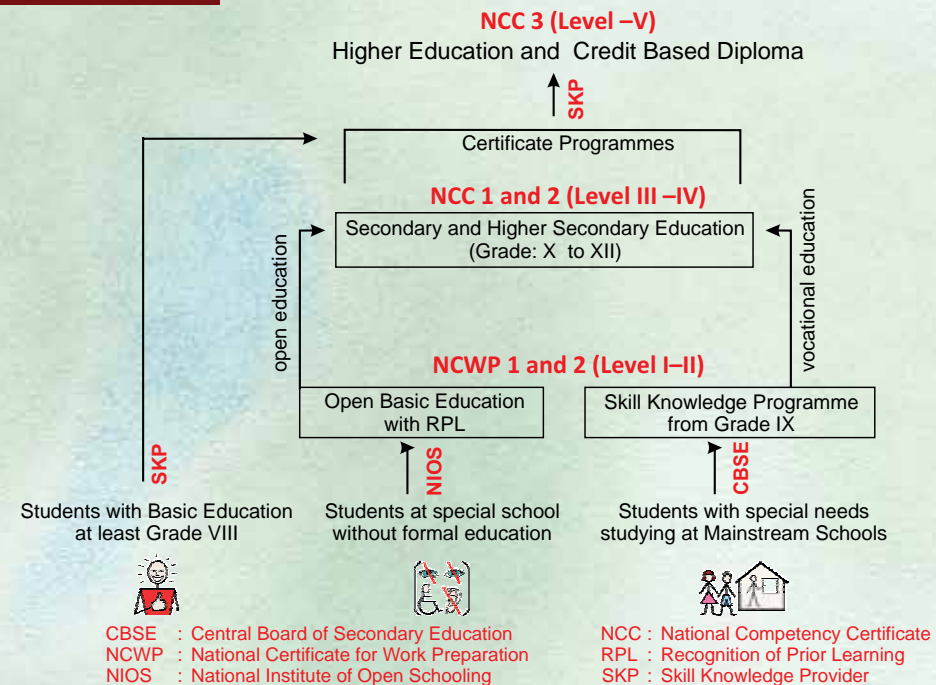 NCC 3 (Level –V)
Higher Education and Credit Based Diploma
SKP
Certificate Programmes
NCC 1 and 2 (Level III –IV)
Secondary and Higher Secondary Education
(Grade: X to XII)
open education
vocational education
NCWP 1 and 2 (Level I–II)
Open Basic Education
with RPL
Skill Knowledge Programme
from Grade IX
SKP
NIOS
CBSE
Students with Basic Education
at least Grade VIII
Students at special school
without formal education
Students with special needs
studying at Mainstream Schools
CBSE : Central Board of Secondary Education
NCWP : National Certificate for Work Preparation
NIOS : National Institute of Open Schooling
NCC : National Competency Certificate
RPL : Recognition of Prior Learning
SKP : Skill Knowledge Provider